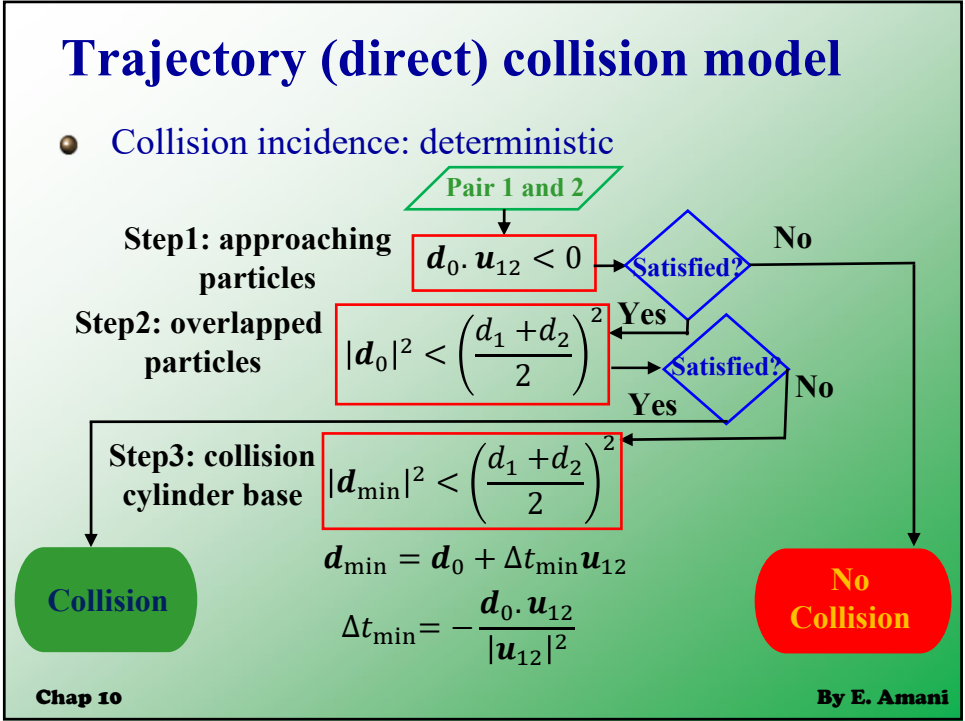 Trajectory (direct) collision model
Collision incidence: deterministic
Pair 1 and 2
Step1: approaching
particles
𝒅₀. 𝒖₁₂ < 0
Satisfied?
No
Step2: overlapped
particles
|𝒅₀|² < ((d₁ + d₂)/2)²
Yes
Satisfied?
No
Yes
Step3: collision
cylinder base
|𝒅_min|² < ((d₁ + d₂)/2)²
𝒅_min = 𝒅₀ + Δt_min 𝒖₁₂
Δt_min = − (𝒅₀. 𝒖₁₂)/|𝒖₁₂|²
Collision
No
Collision
Chap 10
By E. Amani